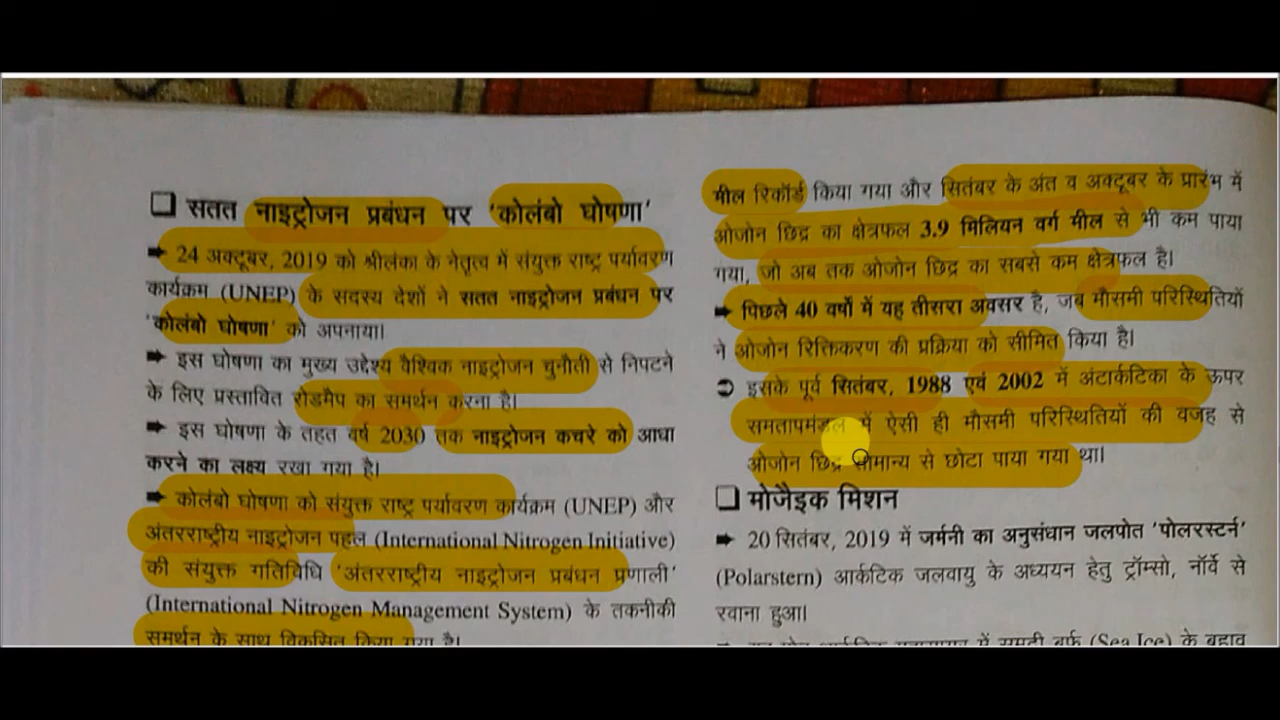 ❑ सतत नाइट्रोजन प्रबंधन पर 'कोलंबो घोषणा'
➡ 24 अक्टूबर, 2019 को श्रीलंका के नेतृत्व में संयुक्त राष्ट्र पर्यावरण
कार्यक्रम (UNEP) के सदस्य देशों ने सतत नाइट्रोजन प्रबंधन पर
'कोलंबो घोषणा' को अपनाया।
➡ इस घोषणा का मुख्य उद्देश्य वैश्विक नाइट्रोजन चुनौती से निपटने
के लिए प्रस्तावित रोडमैप का समर्थन करना है।
➡ इस घोषणा के तहत वर्ष 2030 तक नाइट्रोजन कचरे को आधा
करने का लक्ष्य रखा गया है।
➡ कोलंबो घोषणा को संयुक्त राष्ट्र पर्यावरण कार्यक्रम (UNEP) और
अंतरराष्ट्रीय नाइट्रोजन पहल (International Nitrogen Initiative)
की संयुक्त गतिविधि 'अंतरराष्ट्रीय नाइट्रोजन प्रबंधन प्रणाली'
(International Nitrogen Management System) के तकनीकी
समर्थन के साथ विकसित किया गया है।
मील रिकॉर्ड किया गया और सितंबर के अंत व अक्टूबर के प्रारंभ में
ओजोन छिद्र का क्षेत्रफल 3.9 मिलियन वर्ग मील से भी कम पाया
गया, जो अब तक ओजोन छिद्र का सबसे कम क्षेत्रफल है।
➡ पिछले 40 वर्षों में यह तीसरा अवसर है, जब मौसमी परिस्थितियों
ने ओजोन रिक्तिकरण की प्रक्रिया को सीमित किया है।
➲ इसके पूर्व सितंबर, 1988 एवं 2002 में अंटार्कटिका के ऊपर
समतापमंडल में ऐसी ही मौसमी परिस्थितियों की वजह से
ओजोन छिद्र सामान्य से छोटा पाया गया था।
❑ मोजैइक मिशन
➡ 20 सितंबर, 2019 में जर्मनी का अनुसंधान जलपोत 'पोलरस्टर्न'
(Polarstern) आर्कटिक जलवायु के अध्ययन हेतु ट्रॉम्सो, नॉर्वे से
रवाना हुआ।
में समुद्री बर्फ (Sea Ice) के बहाव